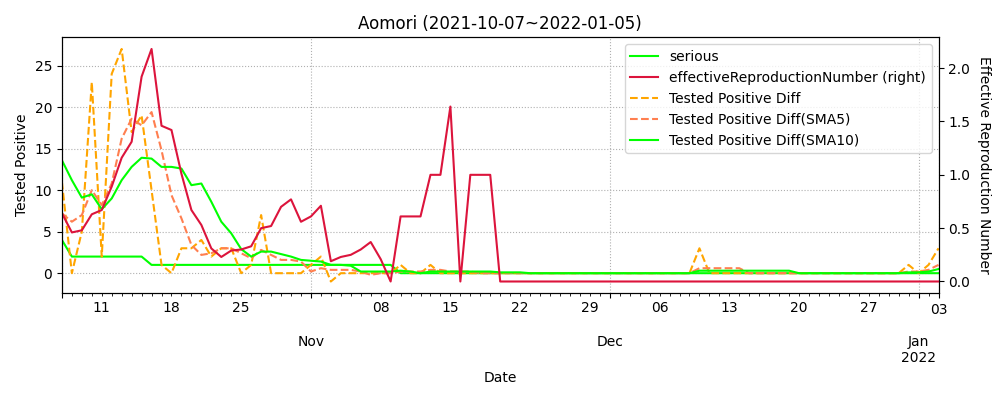 Aomori (2021-10-07~2022-01-05)
serious
effectiveReproductionNumber (right)
Tested Positive Diff
Tested Positive Diff(SMA5)
Tested Positive Diff(SMA10)
Tested Positive
25
20
15
10
5
0
2.0
1.5
1.0
0.5
0.0
Effective Reproduction Number
11 18 25 08 15 22 29 06 13 20 27 03
Nov Dec Jan
2022
Date